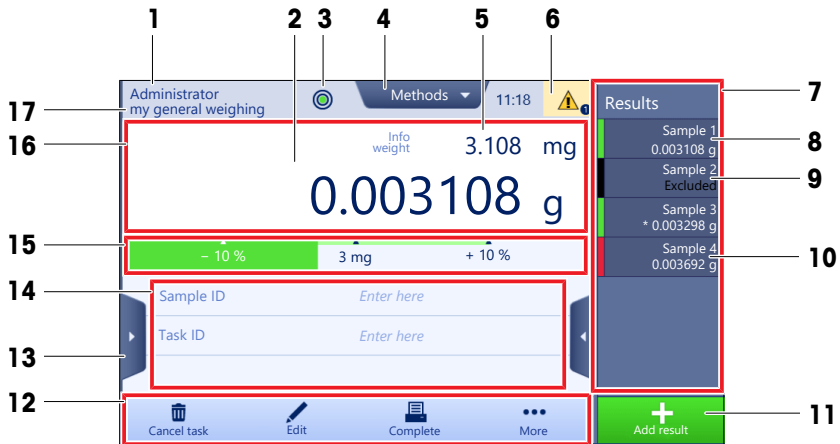 1
2
3
4
5
6
Administrator
my general weighing
Methods
11:18
1
Results
7
17
16
Info
weight
3.108 mg
0.003108 g
Sample 1
0.003108 g
8
Sample 2
Excluded
9
Sample 3
* 0.003298 g
Sample 4
0.003692 g
10
15
– 10 %
3 mg
+ 10 %
14
Sample ID
Enter here
Task ID
Enter here
13
12
Cancel task
Edit
Complete
More
Add result
11